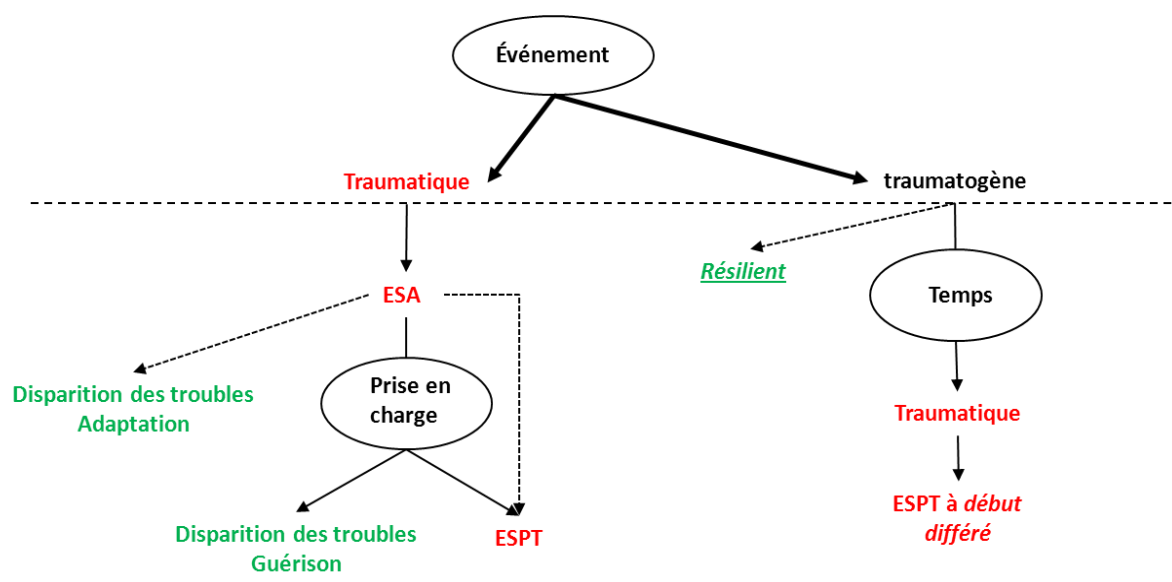 Événement
Traumatique
traumatogène
Résilient
ESA
Temps
Disparition des troubles
Adaptation
Prise en
charge
Traumatique
Disparition des troubles
Guérison
ESPT
ESPT à début
différé